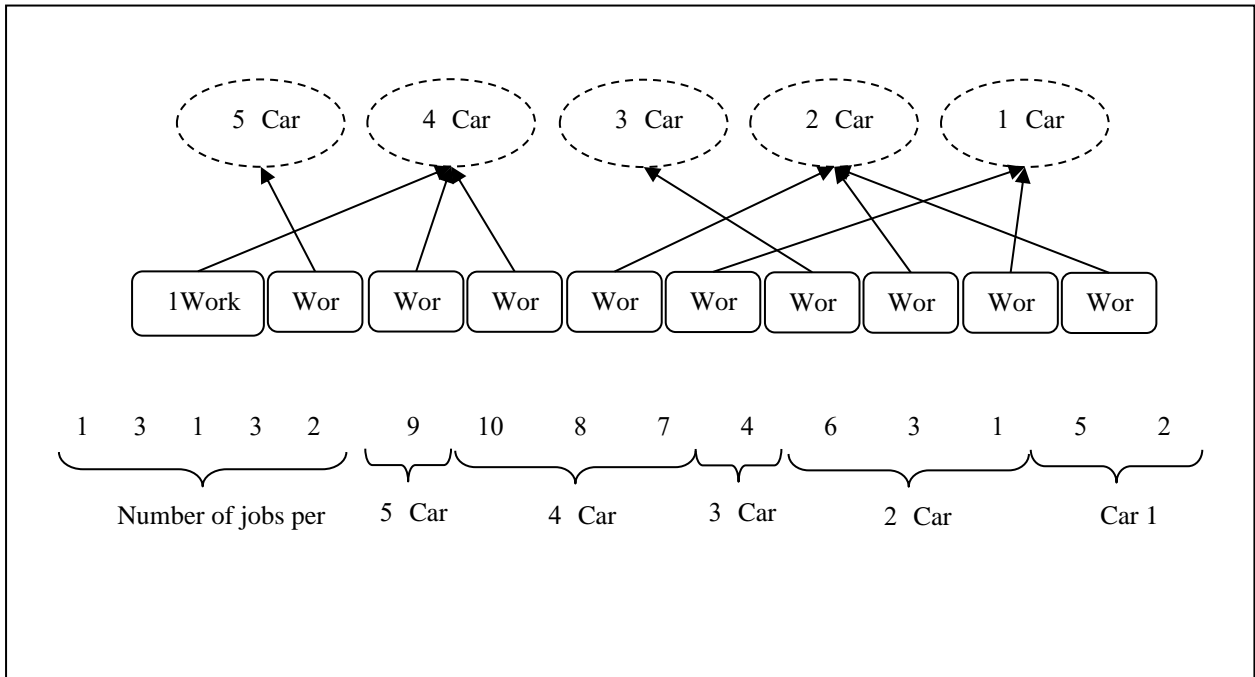 5 Car 4 Car 3 Car 2 Car 1 Car
1Work Wor Wor Wor Wor Wor Wor Wor Wor Wor
1 3 1 3 2 9 10 8 7 4 6 3 1 5 2
Number of jobs per 5 Car 4 Car 3 Car 2 Car Car 1